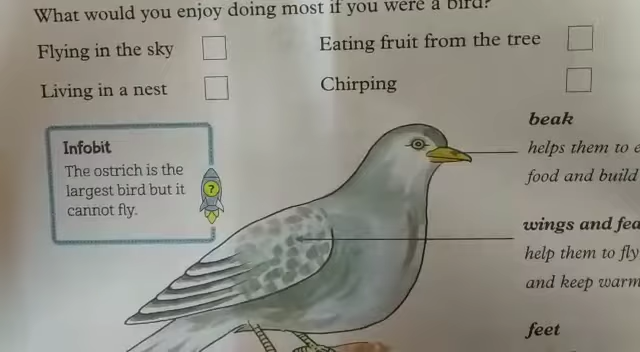 What would you enjoy doing most if you were a bird?
Flying in the sky
Eating fruit from the tree
Living in a nest
Chirping
Infobit
The ostrich is the
largest bird but it
cannot fly.
?
beak
helps them to
food and build
wings and
help them to fly
and keep warm
feet